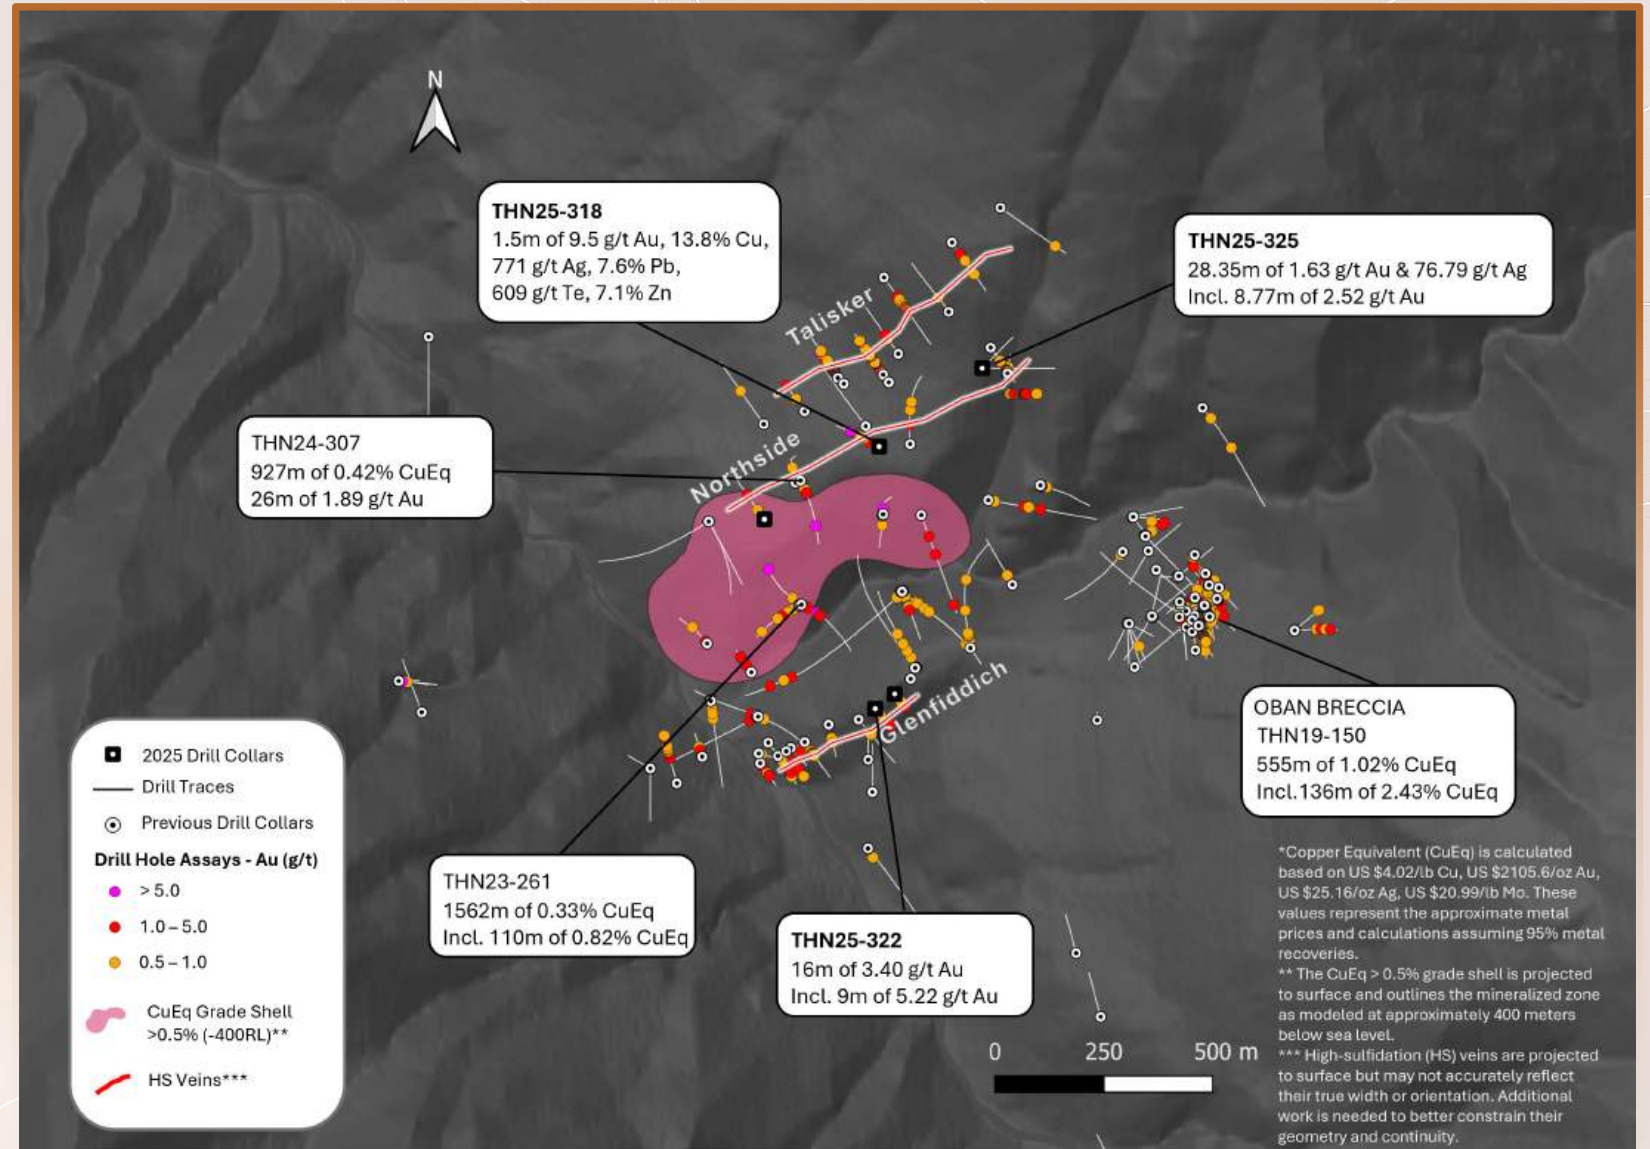 N
THN25-318
1.5m of 9.5 g/t Au, 13.8% Cu,
771 g/t Ag, 7.6% Pb,
609 g/t Te, 7.1% Zn
THN25-325
28.35m of 1.63 g/t Au & 76.79 g/t Ag
Incl. 8.77m of 2.52 g/t Au
Talisker
THN24-307
927m of 0.42% CuEq
26m of 1.89 g/t Au
Northside
Glenfiddich
OBAN BRECCIA
THN19-150
555m of 1.02% CuEq
Incl.136m of 2.43% CuEq
2025 Drill Collars
Drill Traces
Previous Drill Collars
Drill Hole Assays - Au (g/t)
> 5.0
1.0 – 5.0
0.5 – 1.0
CuEq Grade Shell
>0.5% (-400RL)**
HS Veins***
THN23-261
1562m of 0.33% CuEq
Incl. 110m of 0.82% CuEq
THN25-322
16m of 3.40 g/t Au
Incl. 9m of 5.22 g/t Au
0 250 500 m
*Copper Equivalent (CuEq) is calculated
based on US $4.02/lb Cu, US $2105.6/oz Au,
US $25.16/oz Ag, US $20.99/lb Mo. These
values represent the approximate metal
prices and calculations assuming 95% metal
recoveries.
** The CuEq > 0.5% grade shell is projected
to surface and outlines the mineralized zone
as modeled at approximately 400 meters
below sea level.
*** High-sulfidation (HS) veins are projected
to surface but may not accurately reflect
their true width or orientation. Additional
work is needed to better constrain their
geometry and continuity.